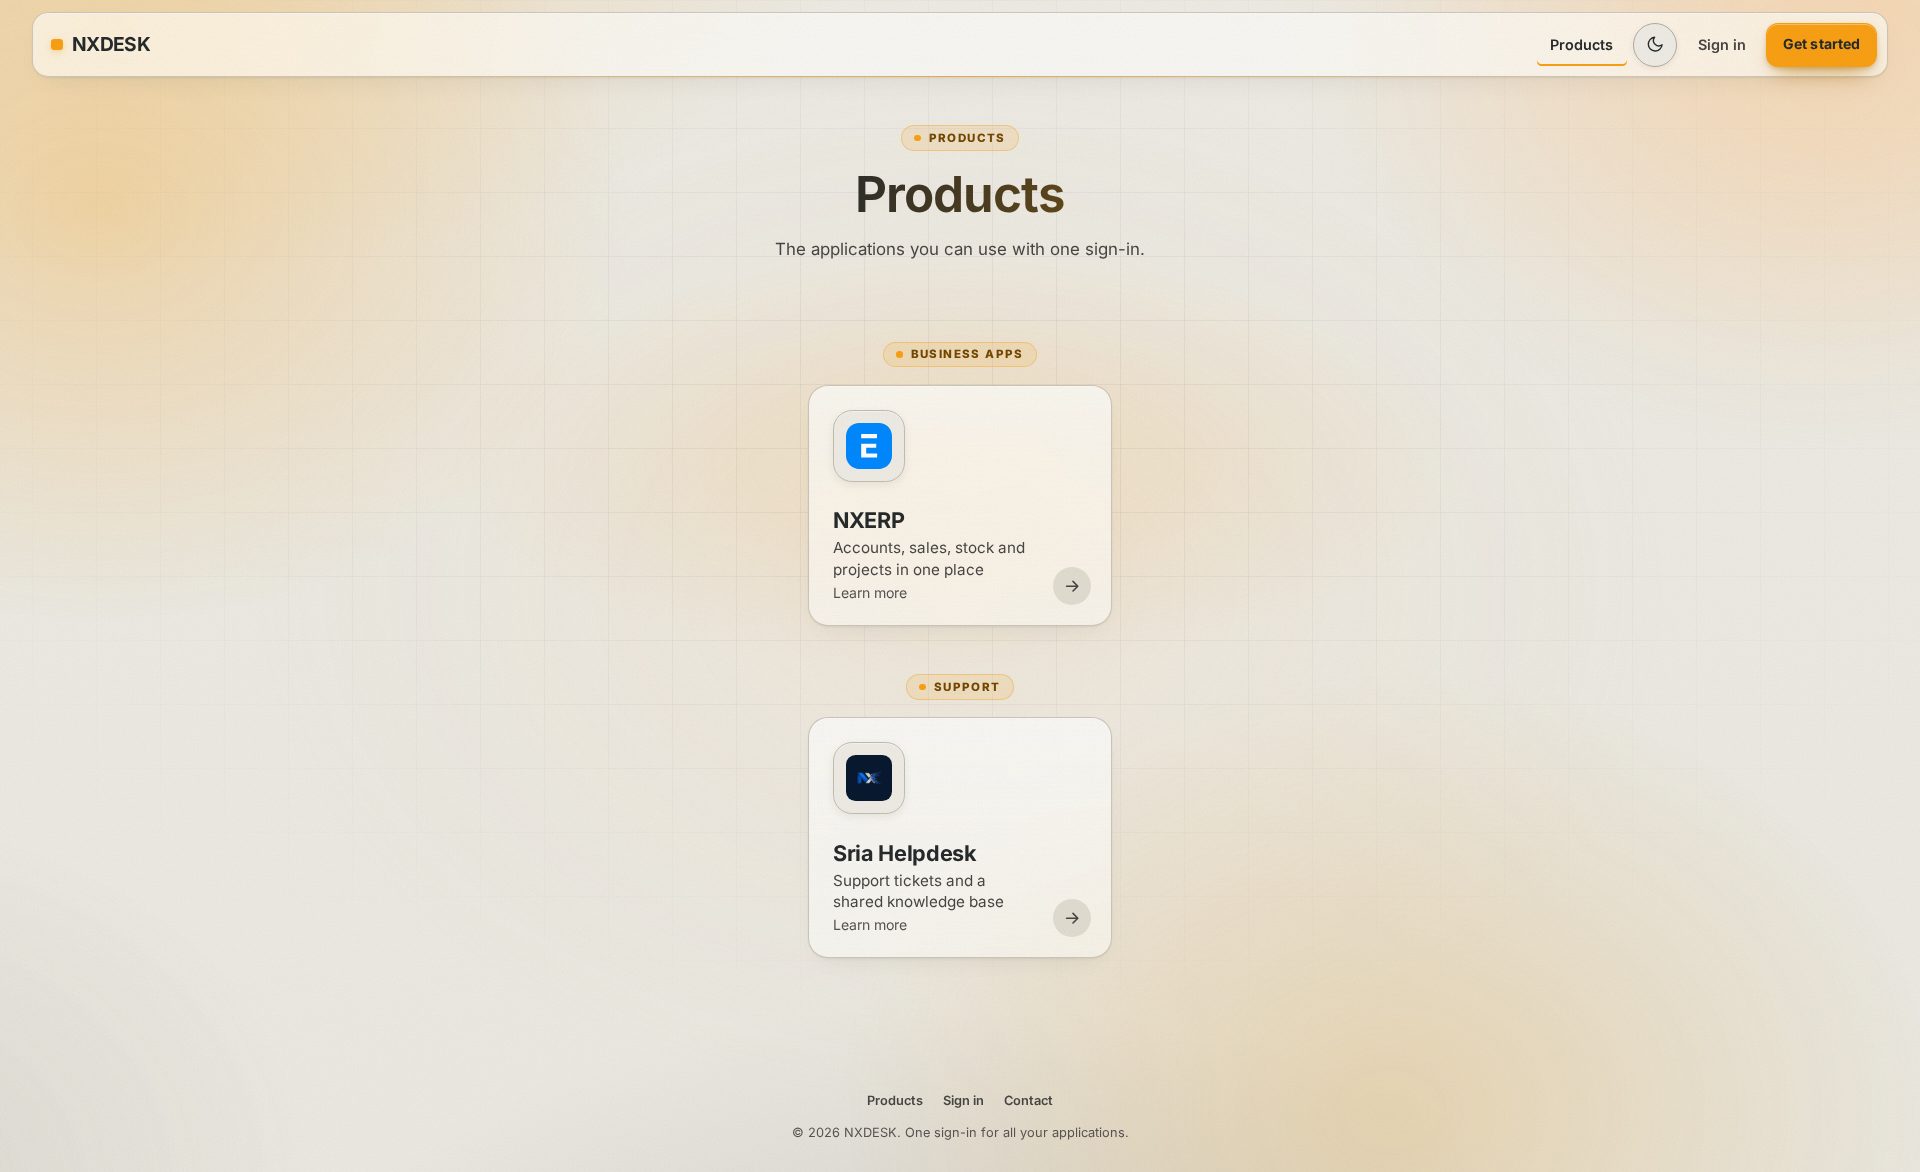 NXDESK
Products
Sign in
Get started
PRODUCTS
Products
The applications you can use with one sign-in.
BUSINESS APPS
E
NXERP
Accounts, sales, stock and
projects in one place
Learn more
SUPPORT
NX
Sria Helpdesk
Support tickets and a
shared knowledge base
Learn more
Products Sign in Contact
© 2026 NXDESK. One sign-in for all your applications.